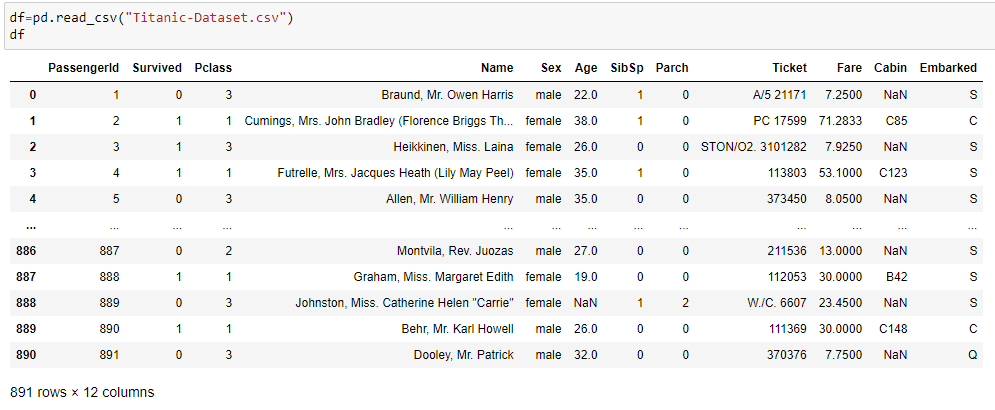 df=pd.read_csv("Titanic-Dataset.csv")
df
PassengerId Survived Pclass Name Sex Age SibSp Parch Ticket Fare Cabin Embarked
0 1 0 3 Braund, Mr. Owen Harris male 22.0 1 0 A/5 21171 7.2500 NaN S
1 2 1 1 Cumings, Mrs. John Bradley (Florence Briggs Th... female 38.0 1 0 PC 17599 71.2833 C85 C
2 3 1 3 Heikkinen, Miss. Laina female 26.0 0 0 STON/O2. 3101282 7.9250 NaN S
3 4 1 1 Futrelle, Mrs. Jacques Heath (Lily May Peel) female 35.0 1 0 113803 53.1000 C123 S
4 5 0 3 Allen, Mr. William Henry male 35.0 0 0 373450 8.0500 NaN S
... ... ... ... ... ... ... ... ... ... ... ... ...
886 887 0 2 Montvila, Rev. Juozas male 27.0 0 0 211536 13.0000 NaN S
887 888 1 1 Graham, Miss. Margaret Edith female 19.0 0 0 112053 30.0000 B42 S
888 889 0 3 Johnston, Miss. Catherine Helen "Carrie" female NaN 1 2 W./C. 6607 23.4500 NaN S
889 890 1 1 Behr, Mr. Karl Howell male 26.0 0 0 111369 30.0000 C148 C
890 891 0 3 Dooley, Mr. Patrick male 32.0 0 0 370376 7.7500 NaN Q
891 rows × 12 columns